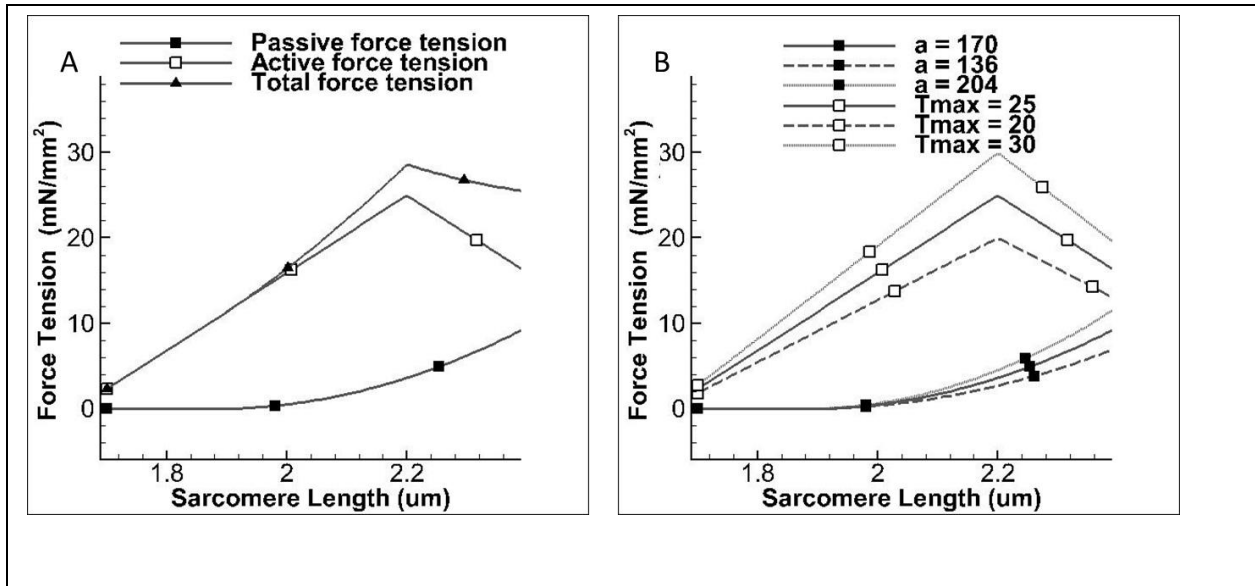 A
Passive force tension
Active force tension
Total force tension
Force Tension (mN/mm²)
30
20
10
0
1.8
2
2.2
Sarcomere Length (um)
B
a = 170
a = 136
a = 204
Tmax = 25
Tmax = 20
Tmax = 30
Force Tension (mN/mm²)
30
20
10
0
1.8
2
2.2
Sarcomere Length (um)